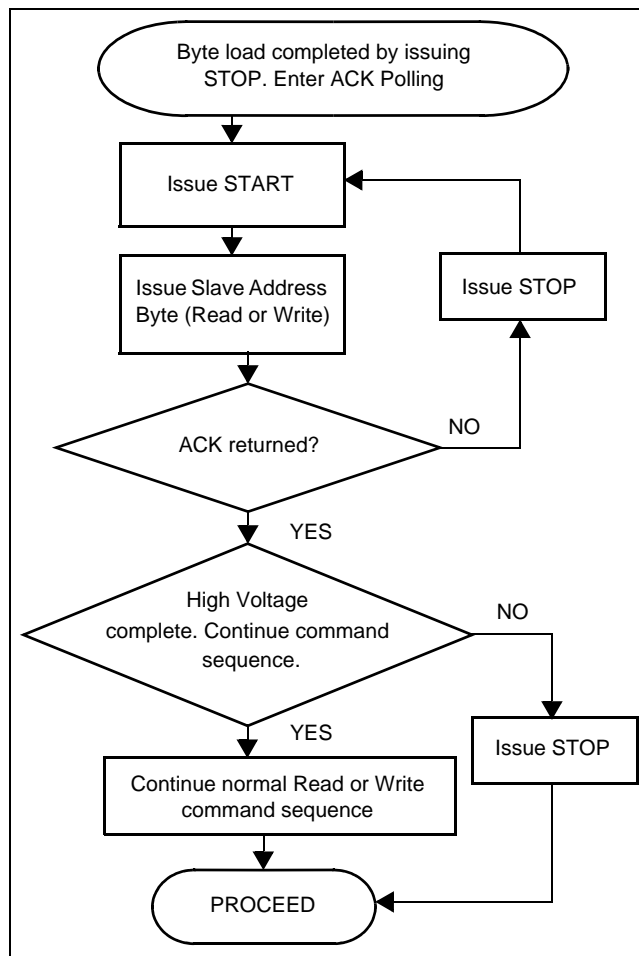 Byte load completed by issuing
STOP. Enter ACK Polling
Issue START
Issue Slave Address
Byte (Read or Write)
Issue STOP
ACK returned?
NO
YES
High Voltage
complete. Continue command
sequence.
NO
YES
Issue STOP
Continue normal Read or Write
command sequence
PROCEED